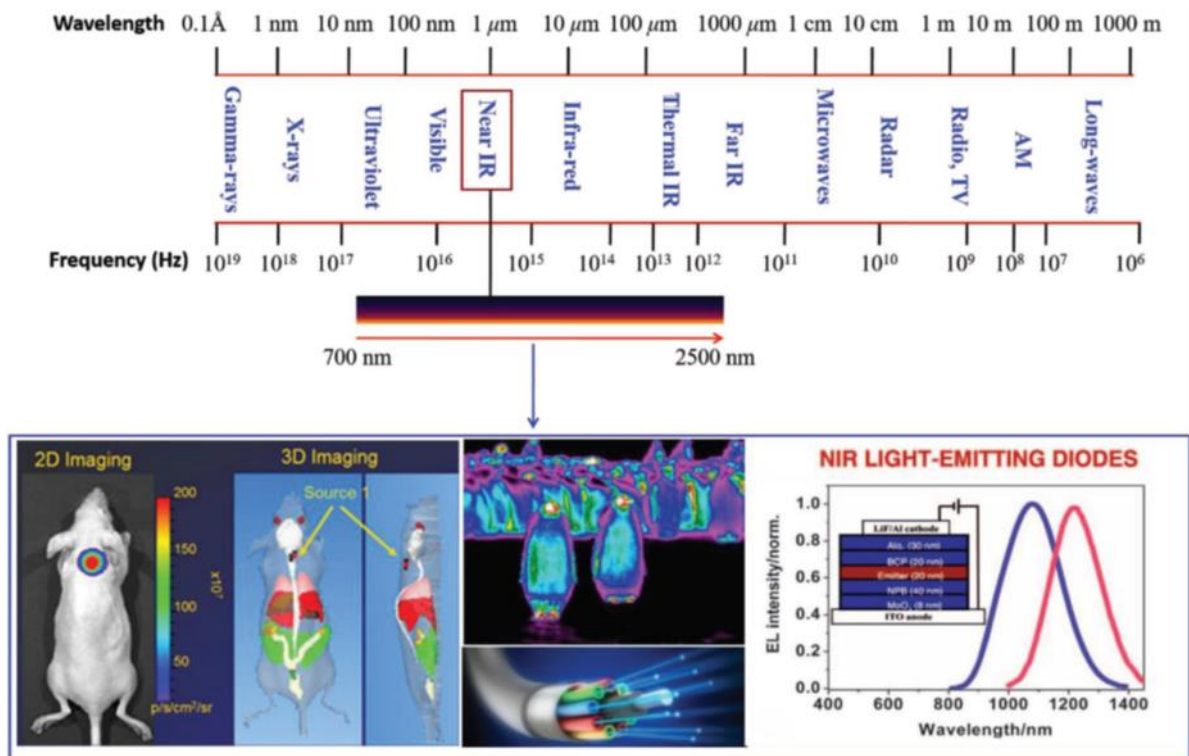 Wavelength 0.1Å 1 nm 10 nm 100 nm 1 μm 10 μm 100 μm 1000 μm 1 cm 10 cm 1 m 10 m 100 m 1000 m
Gamma-rays
X-rays
Ultraviolet
Visible
Near IR
Infra-red
Thermal IR
Far IR
Microwaves
Radar
Radio, TV
AM
Long-waves
Frequency (Hz) 10¹⁹ 10¹⁸ 10¹⁷ 10¹⁶ 10¹⁵ 10¹⁴ 10¹³ 10¹² 10¹¹ 10¹⁰ 10⁹ 10⁸ 10⁷ 10⁶
700 nm 2500 nm
2D Imaging
3D Imaging
Source 1
200
150
100
50
x10⁷
p/s/cm²/sr
NIR LIGHT-EMITTING DIODES
EL intensity/norm.
1.0
0.8
0.6
0.4
0.2
0.0
LiF/Al cathode
Alq₃ (30 nm)
BCP (20 nm)
Emitter (20 nm)
NPB (40 nm)
MoO₃ (8 nm)
ITO anode
400 600 800 1000 1200 1400
Wavelength/nm